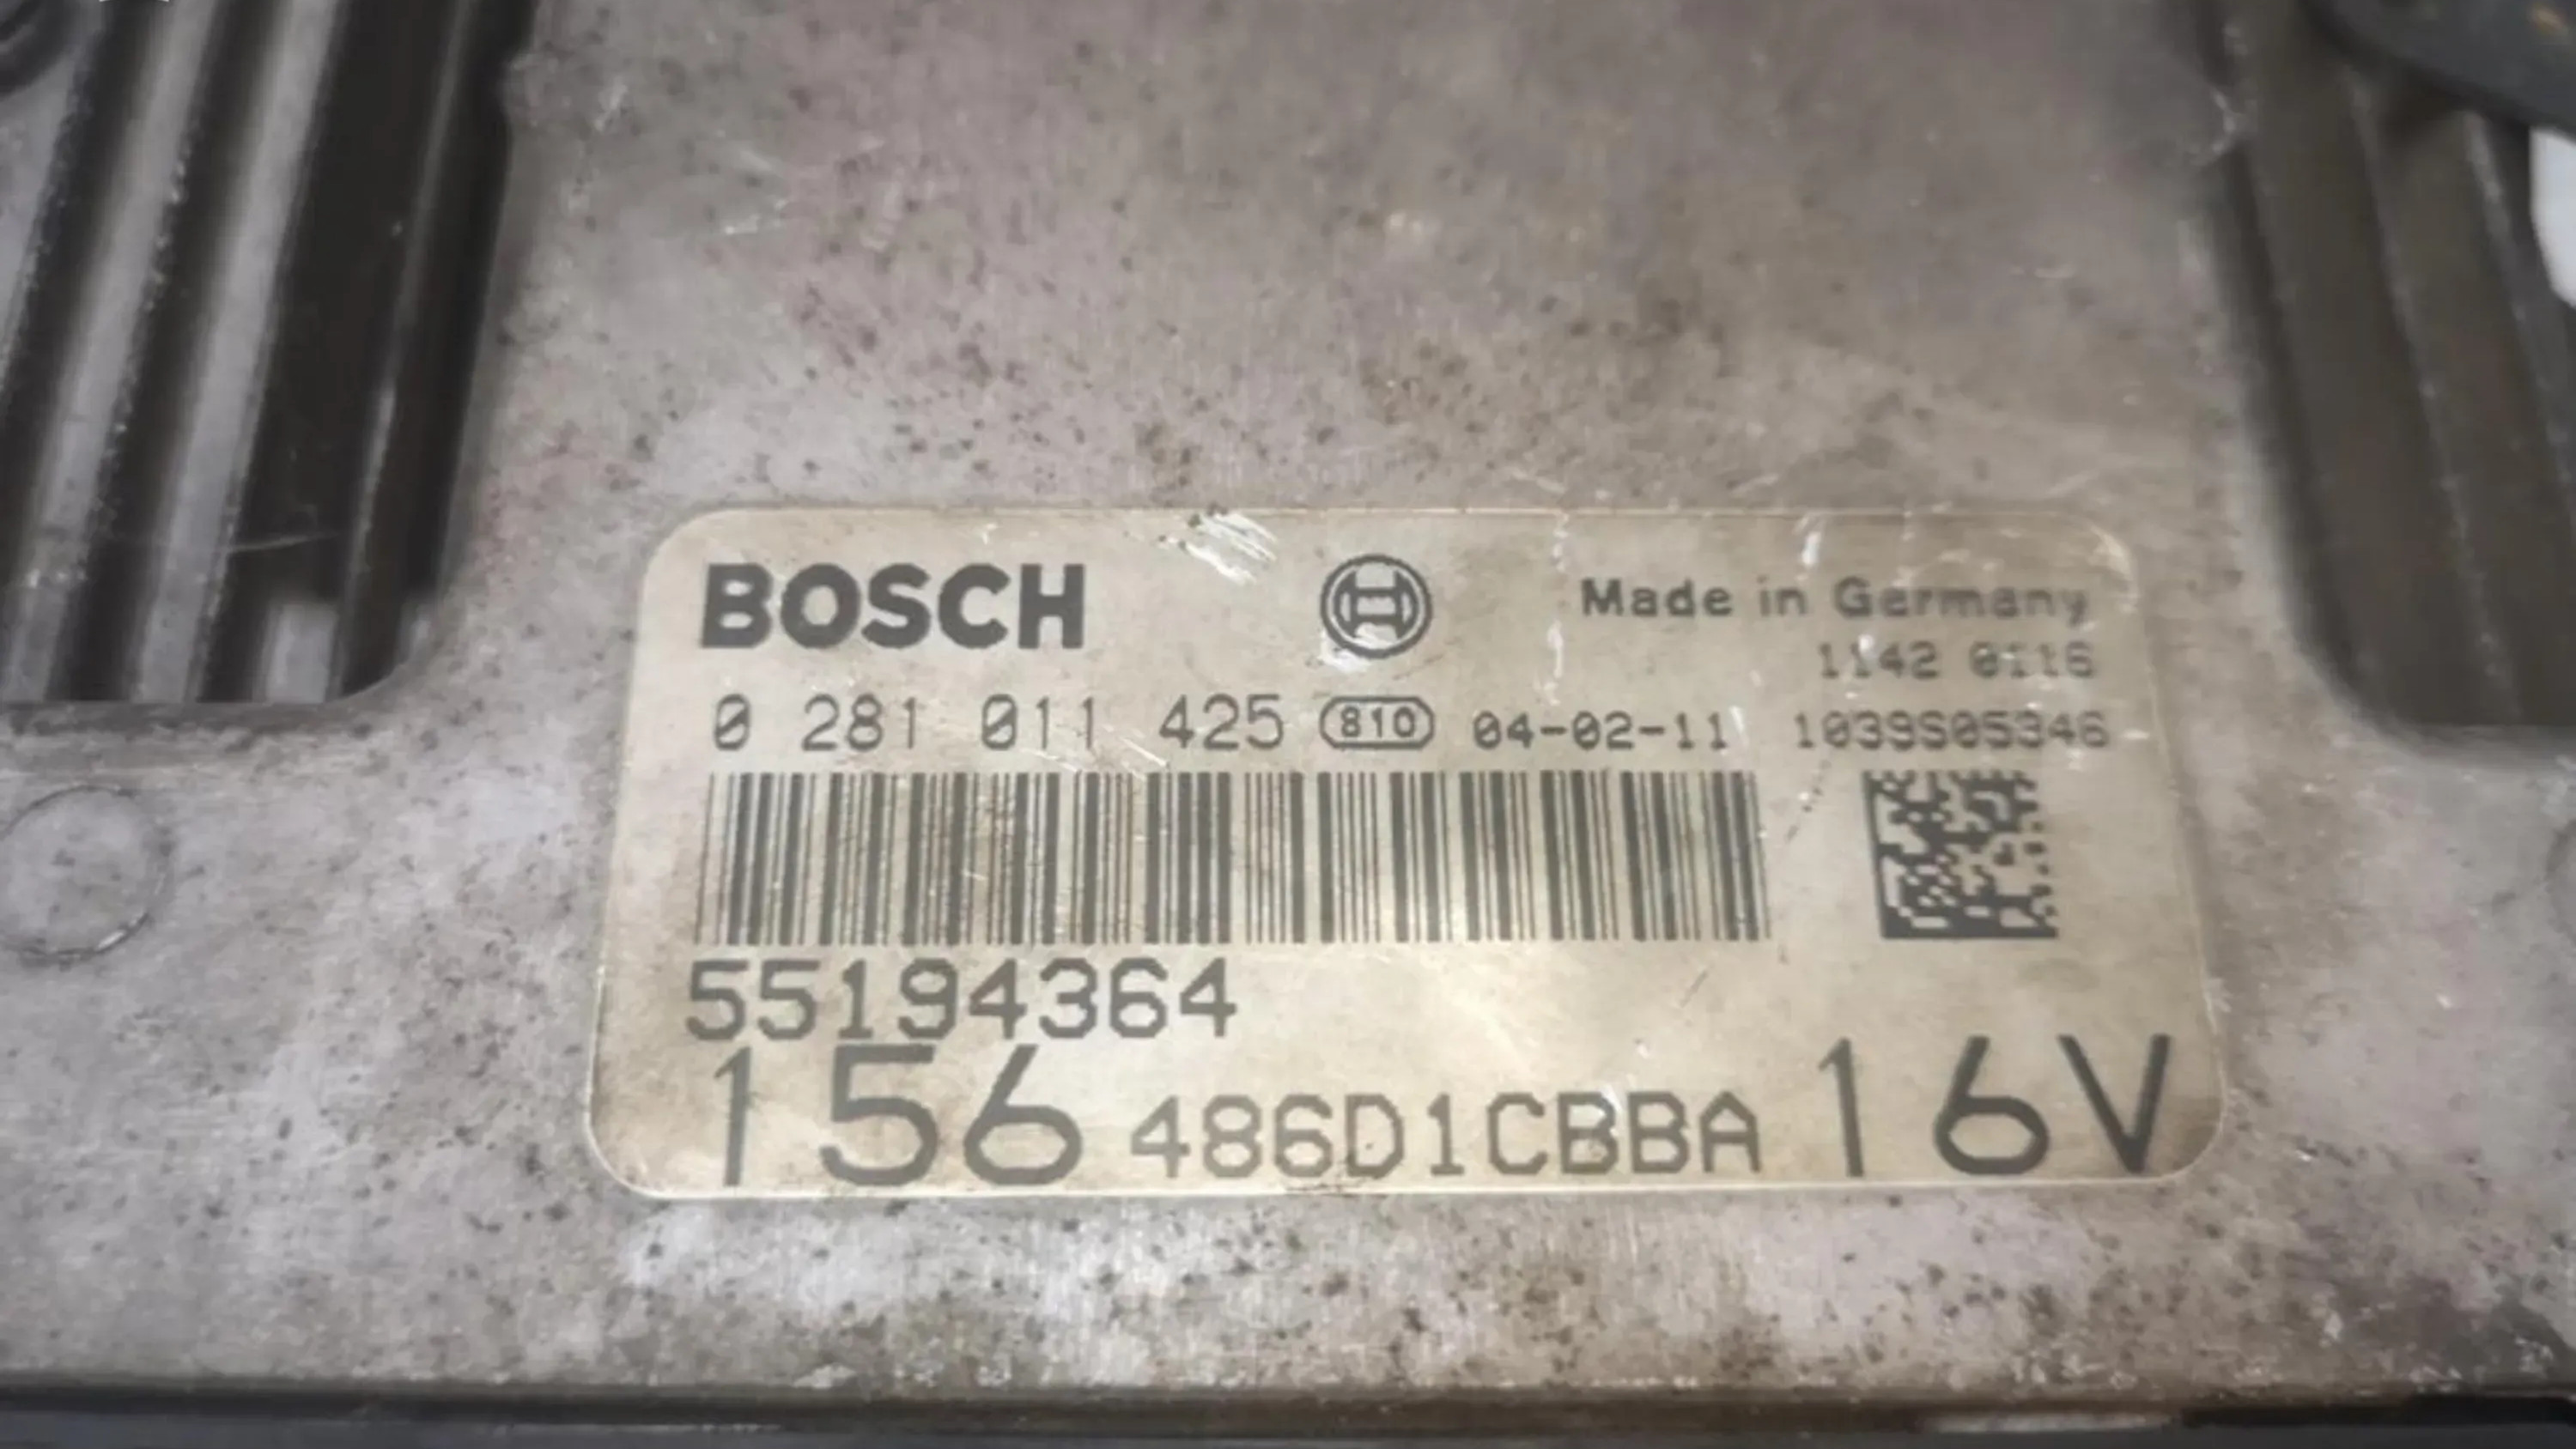 BOSCH Made in Germany
1142 0116
0 281 011 425 810 04-02-11 1039S05346
55194364
156 486D1CBBA 16V